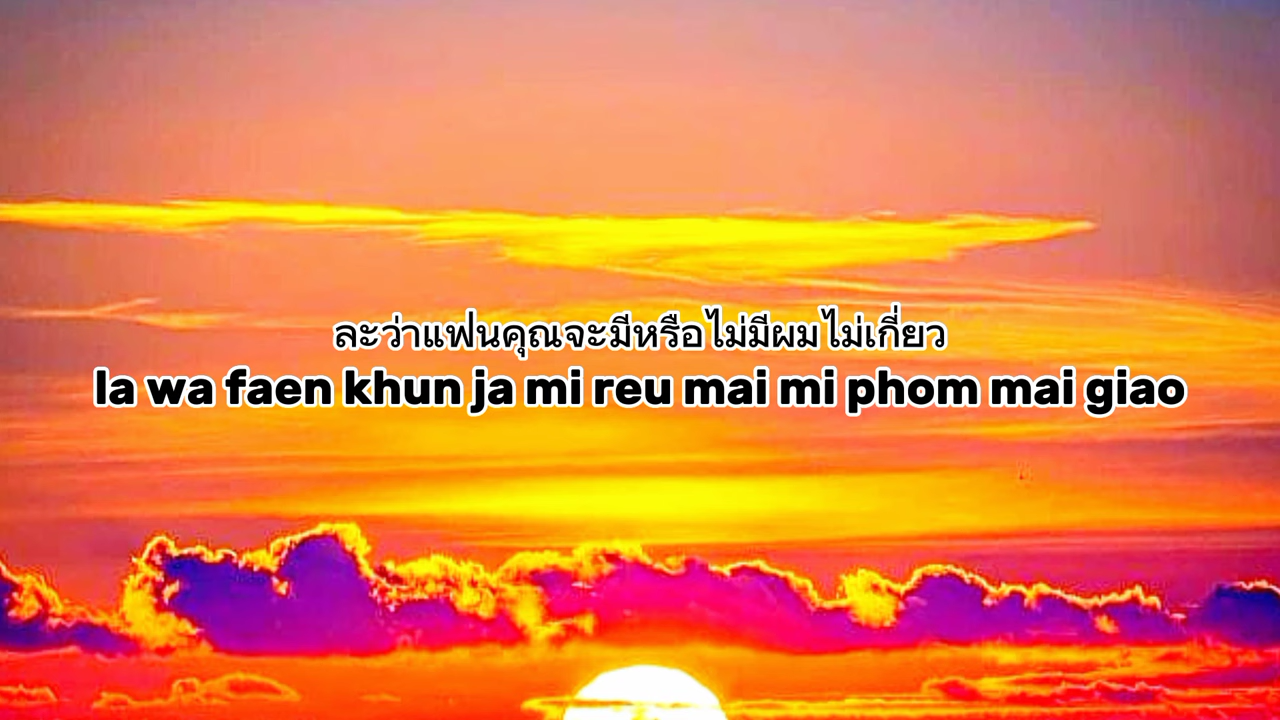 ละว่าแฟนคุณจะมีหรือไม่มีผมไม่เกี่ยว
la wa faen khun ja mi reu mai mi phom mai giao